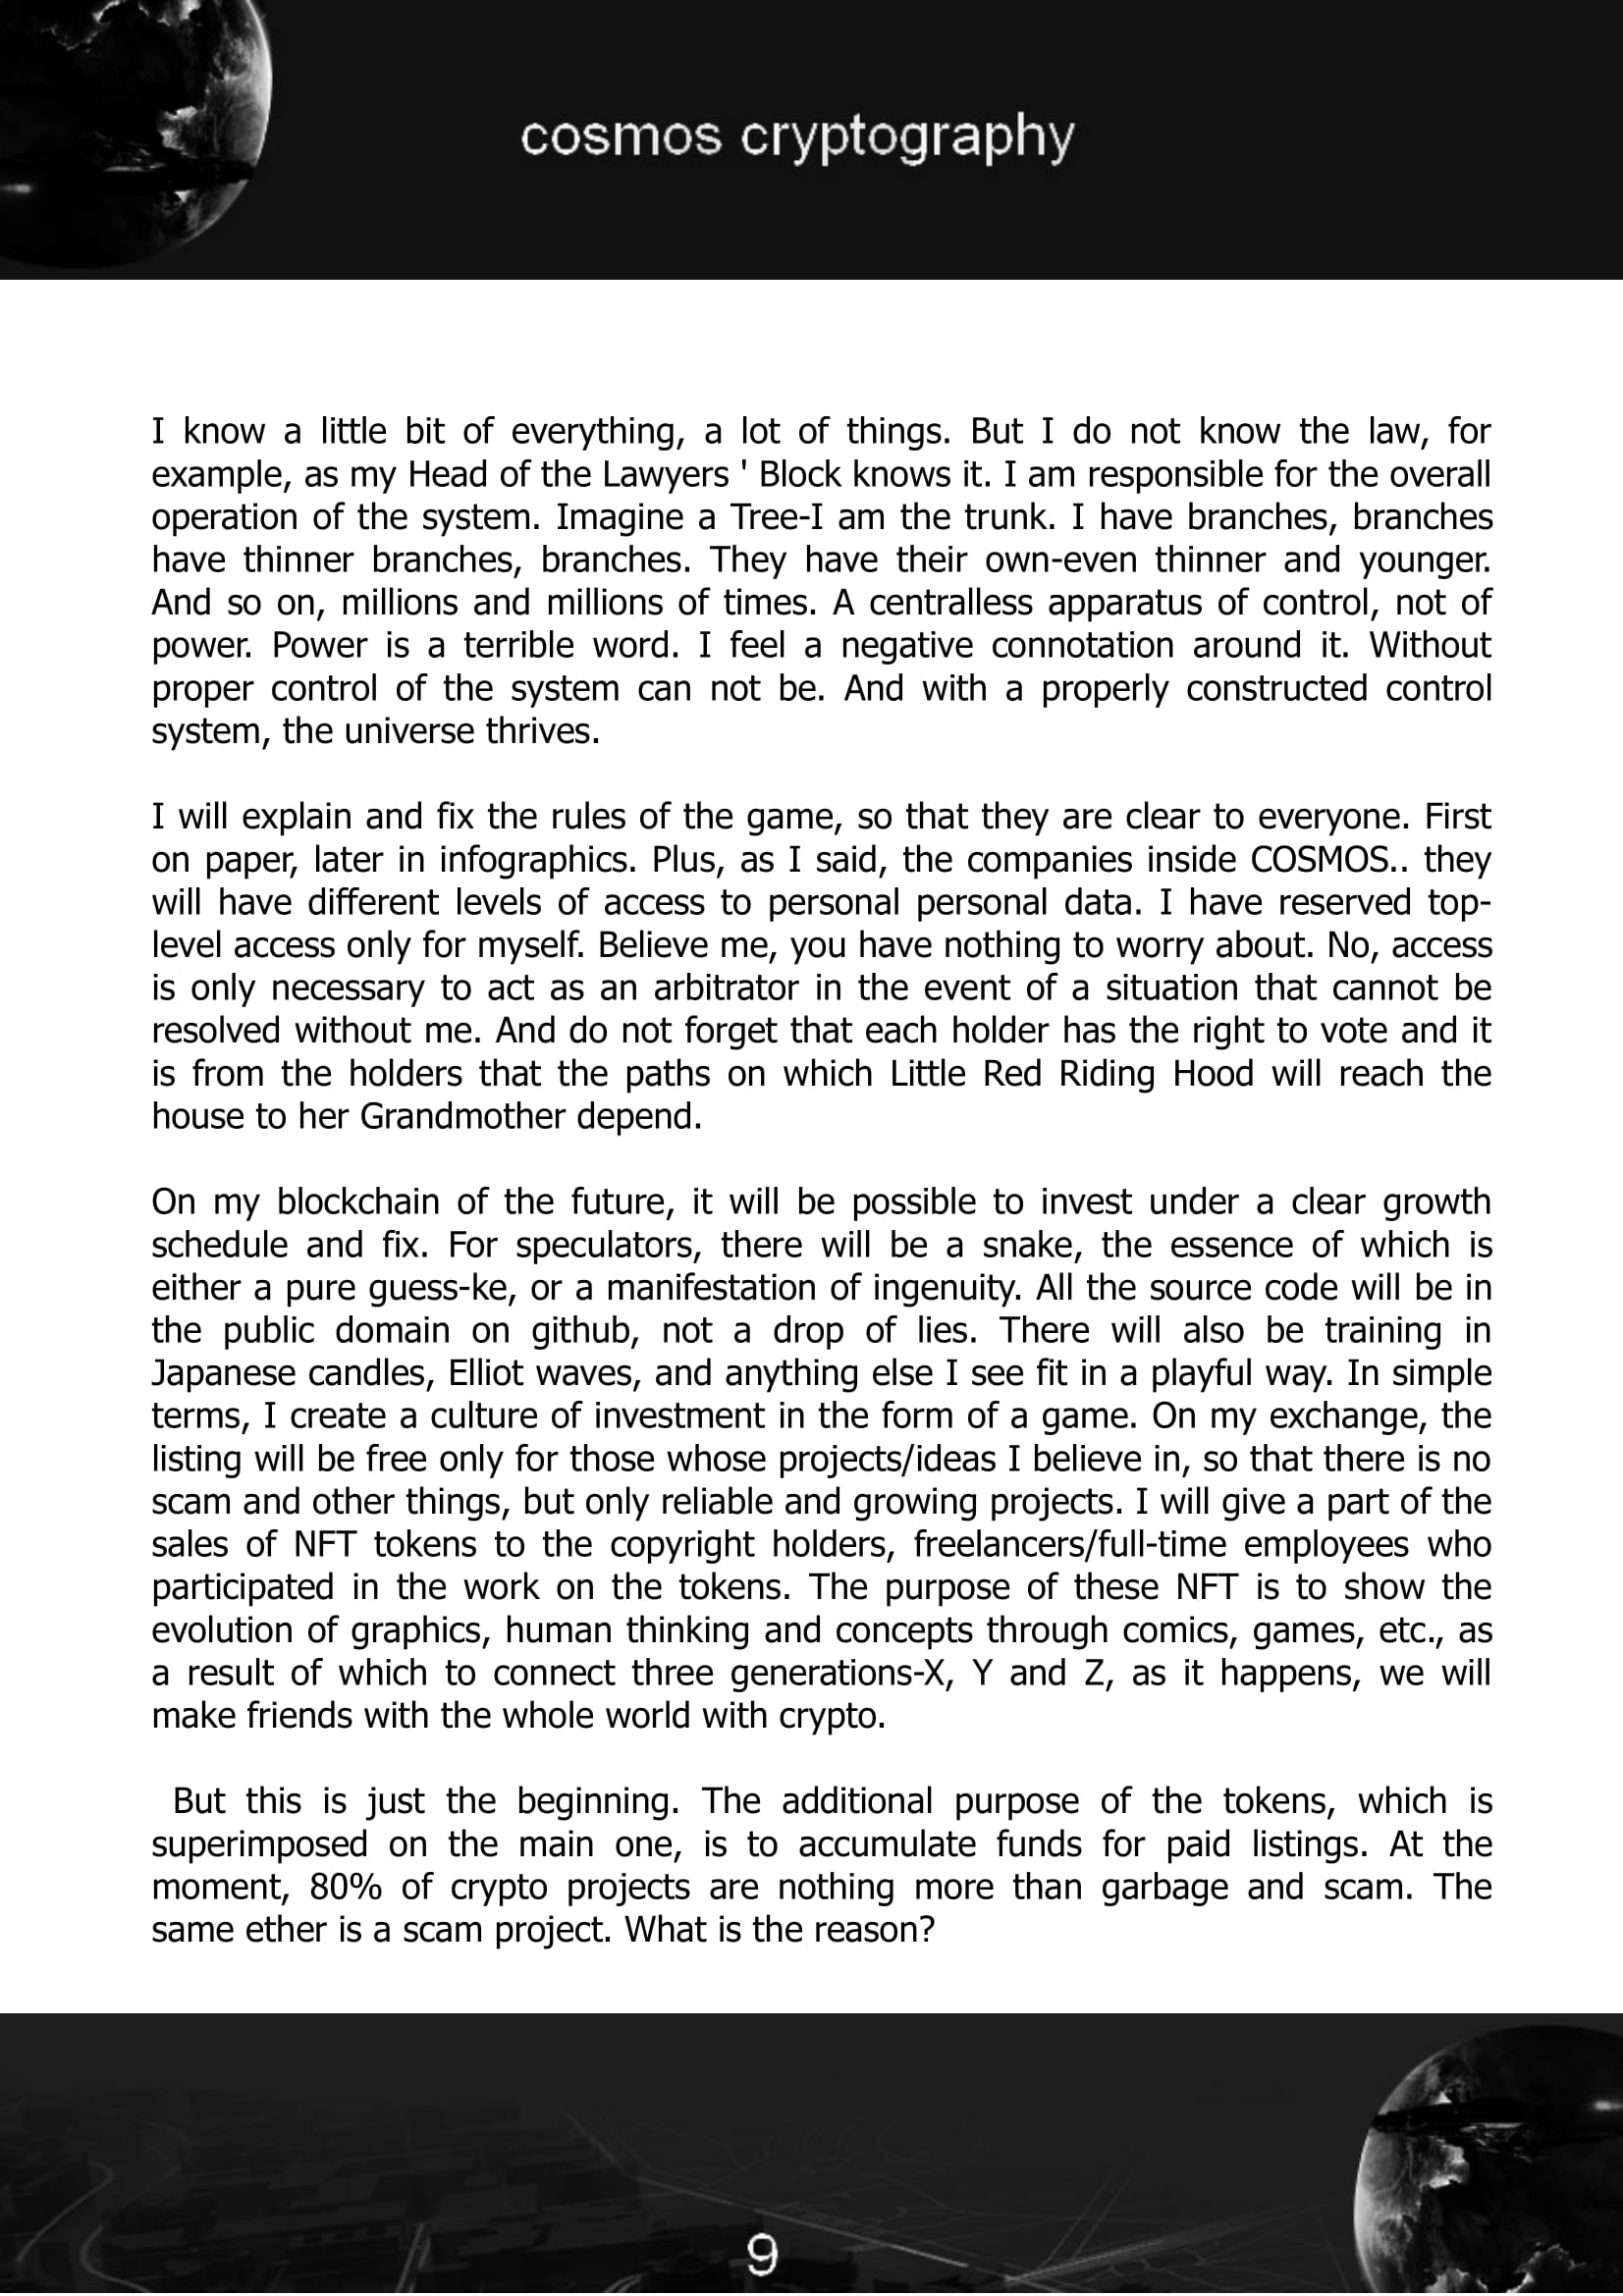 cosmos cryptography
I know a little bit of everything, a lot of things. But I do not know the law, for
example, as my Head of the Lawyers ' Block knows it. I am responsible for the overall
operation of the system. Imagine a Tree-I am the trunk. I have branches, branches
have thinner branches, branches. They have their own-even thinner and younger.
And so on, millions and millions of times. A centralless apparatus of control, not of
power. Power is a terrible word. I feel a negative connotation around it. Without
proper control of the system can not be. And with a properly constructed control
system, the universe thrives.
I will explain and fix the rules of the game, so that they are clear to everyone. First
on paper, later in infographics. Plus, as I said, the companies inside COSMOS.. they
will have different levels of access to personal personal data. I have reserved top-
level access only for myself. Believe me, you have nothing to worry about. No, access
is only necessary to act as an arbitrator in the event of a situation that cannot be
resolved without me. And do not forget that each holder has the right to vote and it
is from the holders that the paths on which Little Red Riding Hood will reach the
house to her Grandmother depend.
On my blockchain of the future, it will be possible to invest under a clear growth
schedule and fix. For speculators, there will be a snake, the essence of which is
either a pure guess-ke, or a manifestation of ingenuity. All the source code will be in
the public domain on github, not a drop of lies. There will also be training in
Japanese candles, Elliot waves, and anything else I see fit in a playful way. In simple
terms, I create a culture of investment in the form of a game. On my exchange, the
listing will be free only for those whose projects/ideas I believe in, so that there is no
scam and other things, but only reliable and growing projects. I will give a part of the
sales of NFT tokens to the copyright holders, freelancers/full-time employees who
participated in the work on the tokens. The purpose of these NFT is to show the
evolution of graphics, human thinking and concepts through comics, games, etc., as
a result of which to connect three generations-X, Y and Z, as it happens, we will
make friends with the whole world with crypto.
But this is just the beginning. The additional purpose of the tokens, which is
superimposed on the main one, is to accumulate funds for paid listings. At the
moment, 80% of crypto projects are nothing more than garbage and scam. The
same ether is a scam project. What is the reason?
9